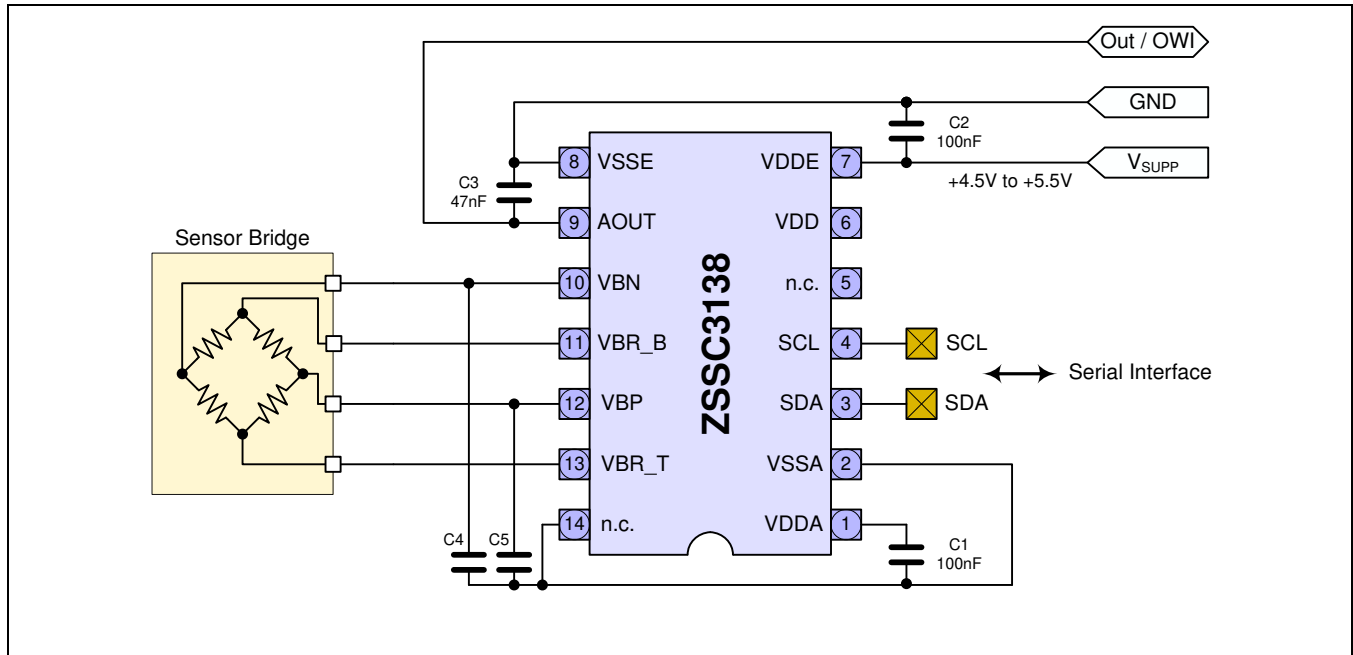 Out / OWI
GND
C2
100nF
V_SUPP
+4.5V to +5.5V
8 VSSE
VDDE 7
C3
47nF
9 AOUT
VDD 6
Sensor Bridge
10 VBN
n.c. 5
11 VBR_B
SCL 4
SCL
Serial Interface
12 VBP
SDA 3
SDA
ZSSC3138
13 VBR_T
VSSA 2
14 n.c.
VDDA 1
C4
C5
C1
100nF